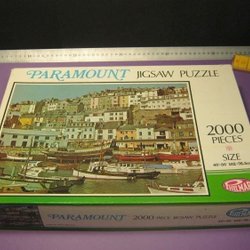 PARAMOUNT JIGSAW PUZZLE
2000
PIECES
SIZE
PARAMOUNT 2000 PIECE JIGSAW PUZZLE